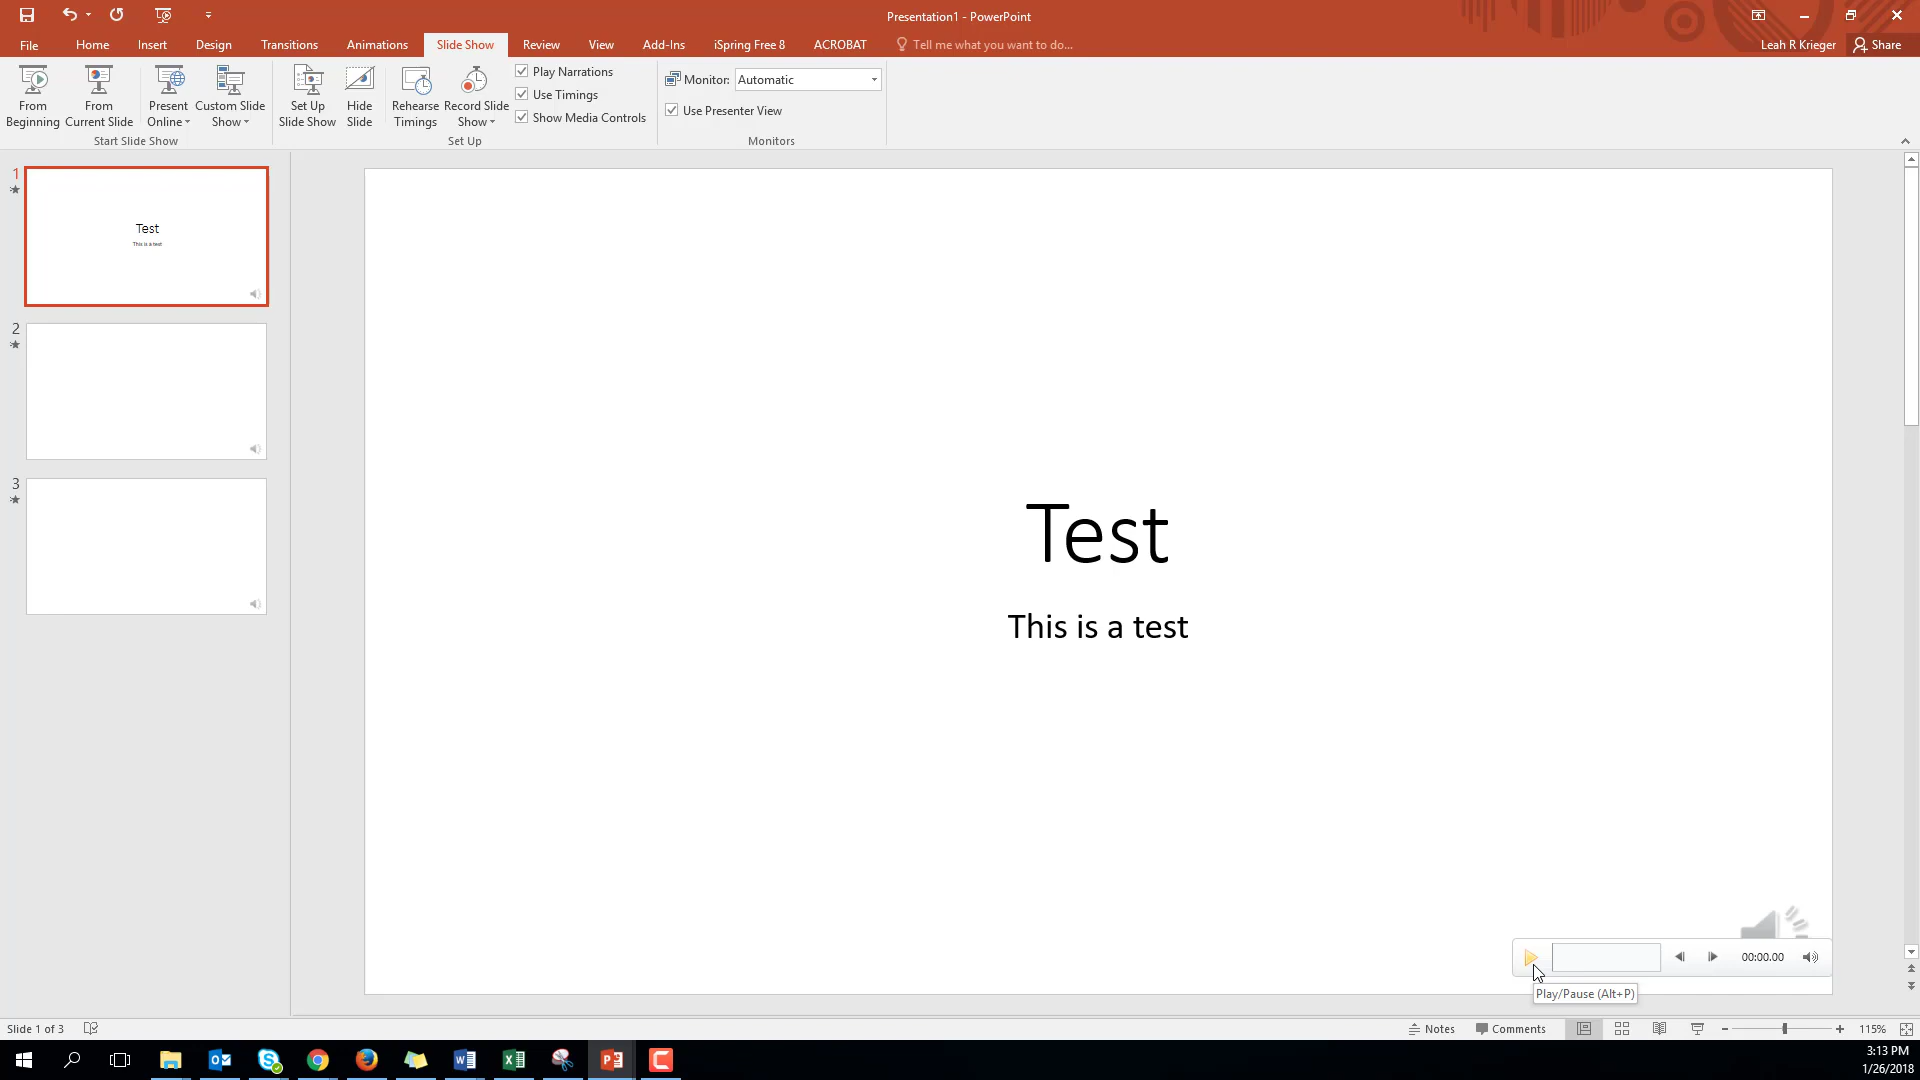 Presentation1 - PowerPoint
File Home Insert Design Transitions Animations Slide Show Review View Add-Ins iSpring Free 8 ACROBAT Tell me what you want to do... Leah R Krieger Share
From Beginning
From Current Slide
Present Online
Custom Slide Show
Start Slide Show
Set Up Slide Show
Hide Slide
Rehearse Timings
Record Slide Show
Play Narrations
Use Timings
Show Media Controls
Set Up
Monitor: Automatic
Use Presenter View
Monitors
1
Test
This is a test
2
3
Test
This is a test
00:00.00
Play/Pause (Alt+P)
Slide 1 of 3 Notes Comments 115%
3:13 PM
1/26/2018